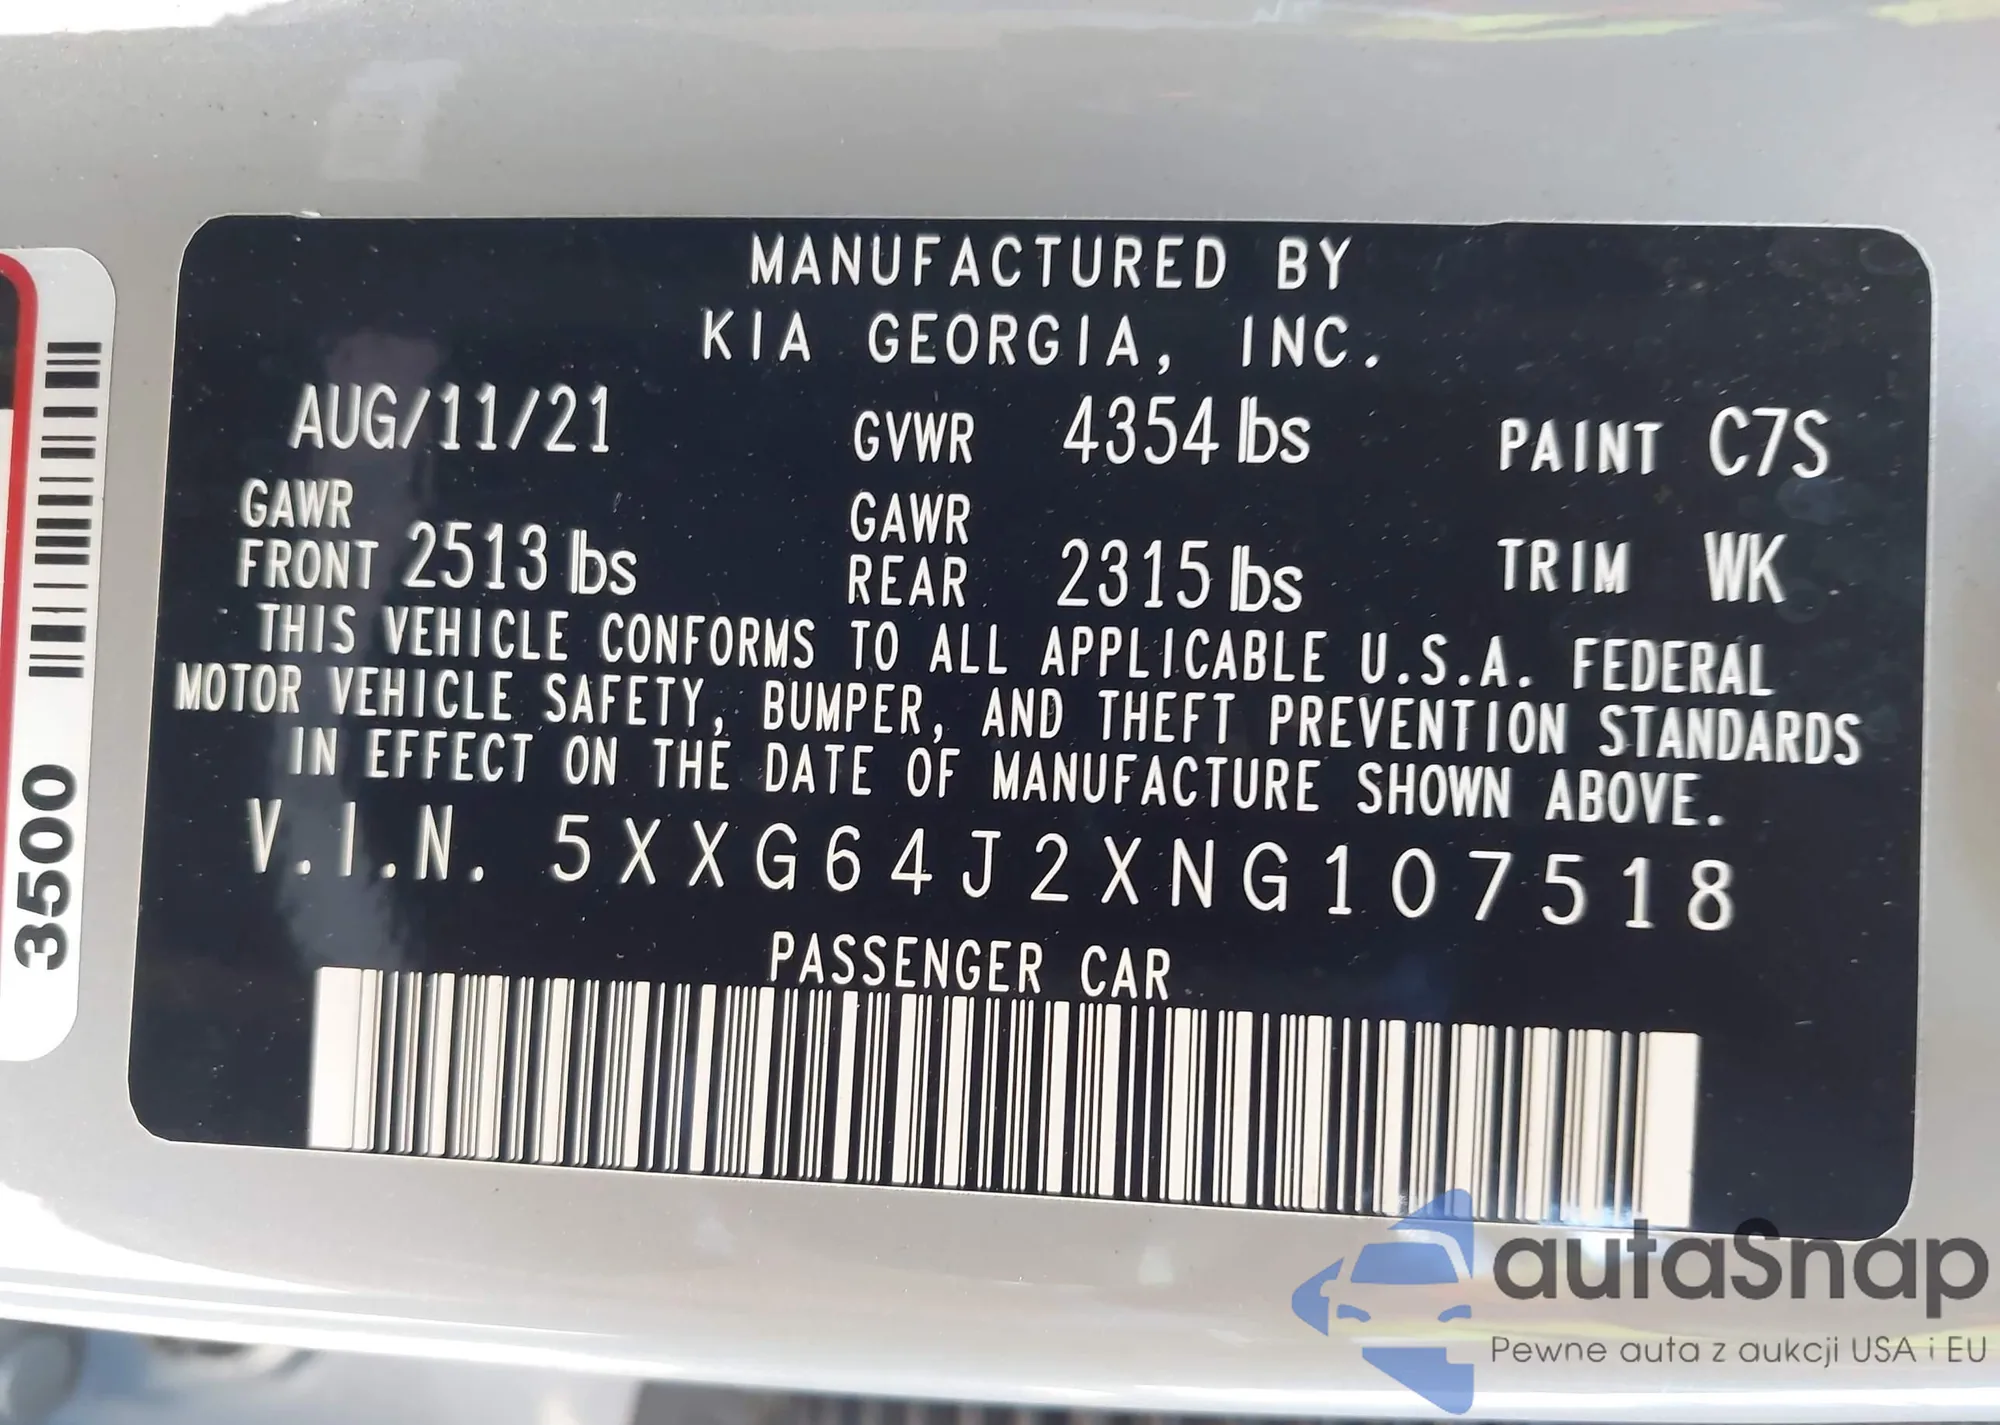 MANUFACTURED BY
KIA GEORGIA, INC.
AUG/11/21 GVWR 4354 lbs PAINT C7S
GAWR FRONT 2513 lbs GAWR REAR 2315 lbs TRIM WK
THIS VEHICLE CONFORMS TO ALL APPLICABLE U.S.A. FEDERAL
MOTOR VEHICLE SAFETY, BUMPER, AND THEFT PREVENTION STANDARDS
IN EFFECT ON THE DATE OF MANUFACTURE SHOWN ABOVE.
V.I.N. 5XXG64J2XNG107518
PASSENGER CAR
3500
autaSnap
Pewne auta z aukcji USA i EU